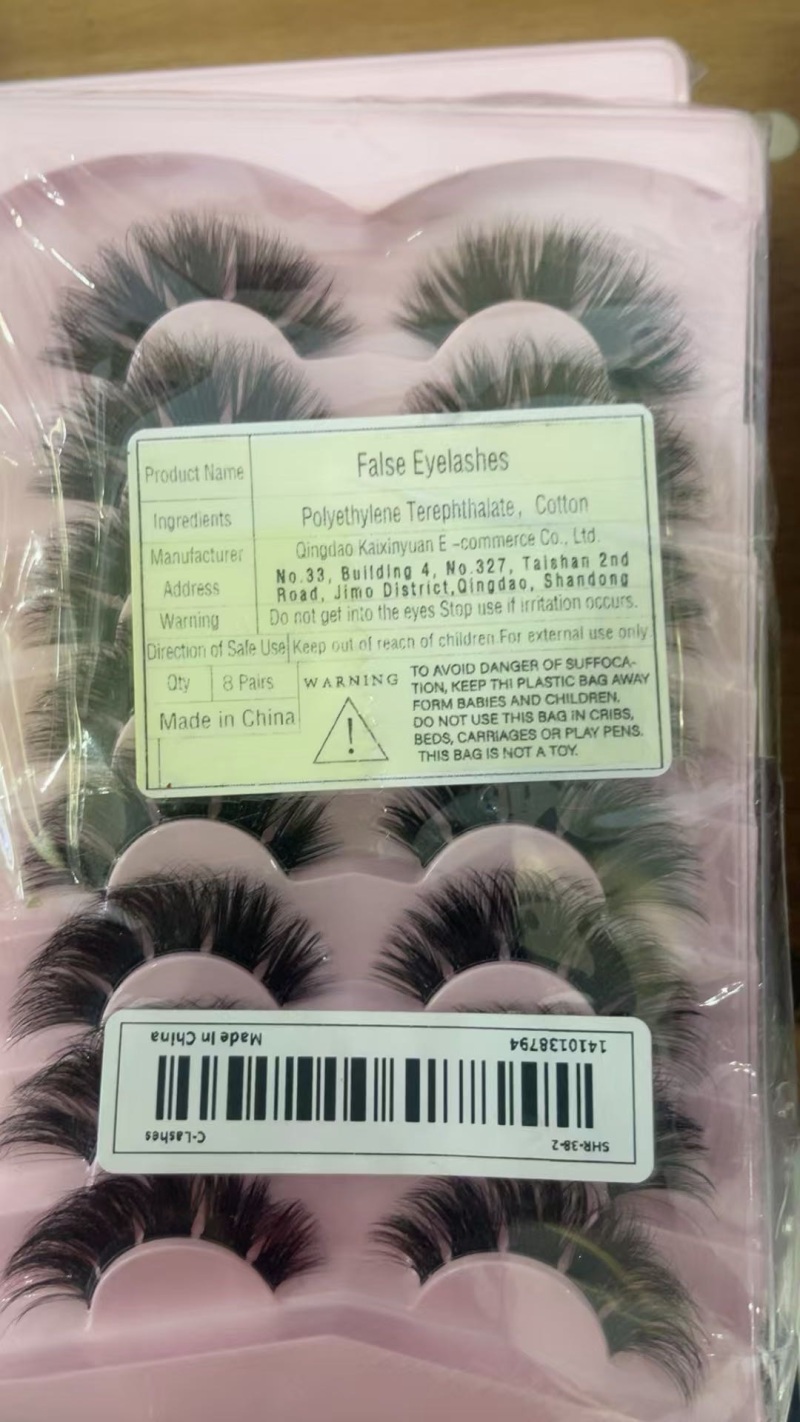 Product Name
False Eyelashes
Ingredients
Polyethylene Terephthalate, Cotton
Manufacturer
Qingdao Kaixinyuan E -commerce Co., Ltd.
Address
No.33, Building 4, No.327, Taishan 2nd
Road, Jimo District,Qingdao, Shandong
Warning
Do not get into the eyes Stop use if irritation occurs.
Direction of Safe Use
Keep out of reach of children For external use only.
Qty
8 Pairs
Made in China
WARNING
!
TO AVOID DANGER OF SUFFOCA-
TION, KEEP THI PLASTIC BAG AWAY
FORM BABIES AND CHILDREN.
DO NOT USE THIS BAG IN CRIBS,
BEDS, CARRIAGES OR PLAY PENS.
THIS BAG IS NOT A TOY.
SHR-38-2
C-Lashes
1410138794
Made In China